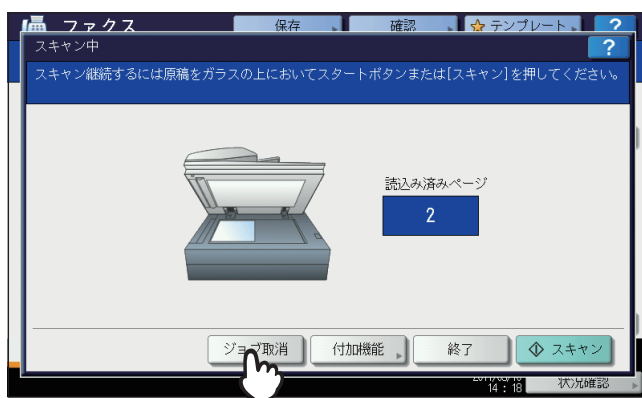 ファクス 保存 確認 テンプレート ?
スキャン中 ?
スキャン継続するには原稿をガラスの上においてスタートボタンまたは[スキャン]を押してください。
読込み済みページ
2
ジョブ取消 付加機能 終了 スキャン
14:18 状況確認